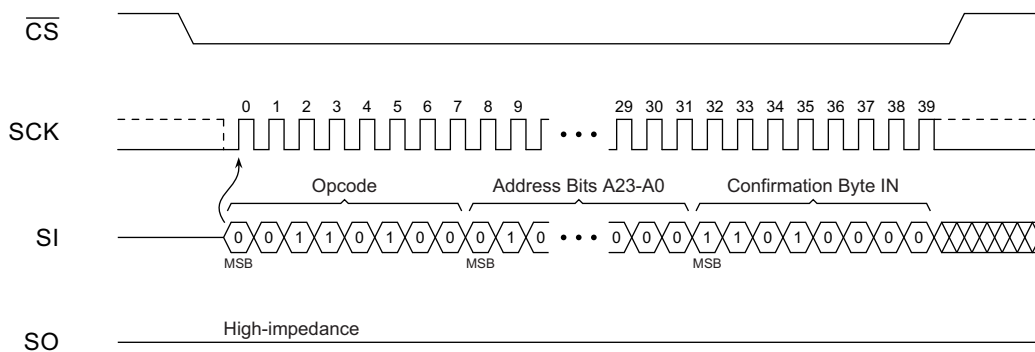 CS
0 1 2 3 4 5 6 7 8 9 29 30 31 32 33 34 35 36 37 38 39
SCK
Opcode Address Bits A23-A0 Confirmation Byte IN
SI 0 0 1 1 0 1 0 0 0 1 0 0 0 0 1 1 0 1 0 0 0 0
MSB MSB MSB
High-impedance
SO